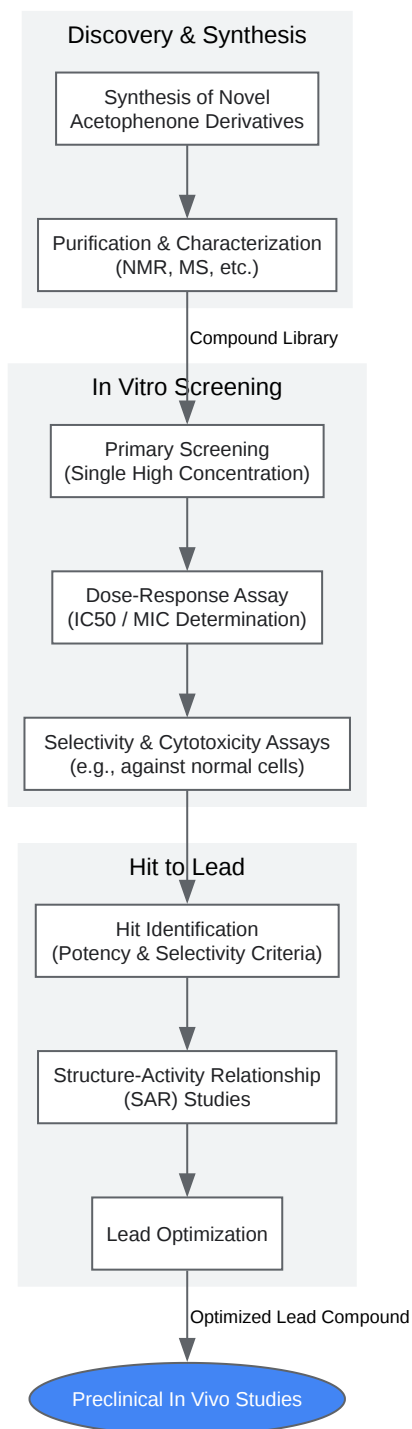 Discovery & Synthesis
Synthesis of Novel
Acetophenone Derivatives
Purification & Characterization
(NMR, MS, etc.)
Compound Library
In Vitro Screening
Primary Screening
(Single High Concentration)
Dose-Response Assay
(IC50 / MIC Determination)
Selectivity & Cytotoxicity Assays
(e.g., against normal cells)
Hit to Lead
Hit Identification
(Potency & Selectivity Criteria)
Structure-Activity Relationship
(SAR) Studies
Lead Optimization
Optimized Lead Compound
Preclinical In Vivo Studies